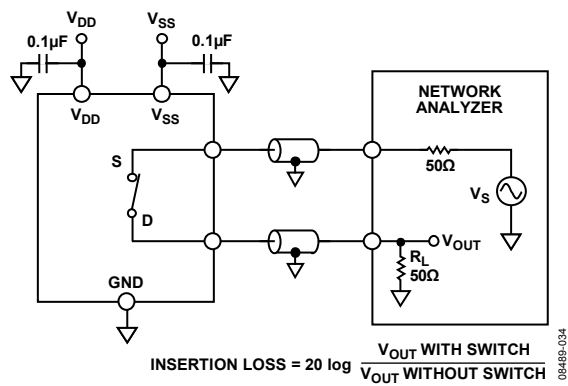 VDD
VSS
0.1µF
0.1µF
VDD
VSS
NETWORK
ANALYZER
S
50Ω
VS
D
VOUT
RL
50Ω
GND
INSERTION LOSS = 20 log VOUT WITH SWITCH
VOUT WITHOUT SWITCH
08489-034